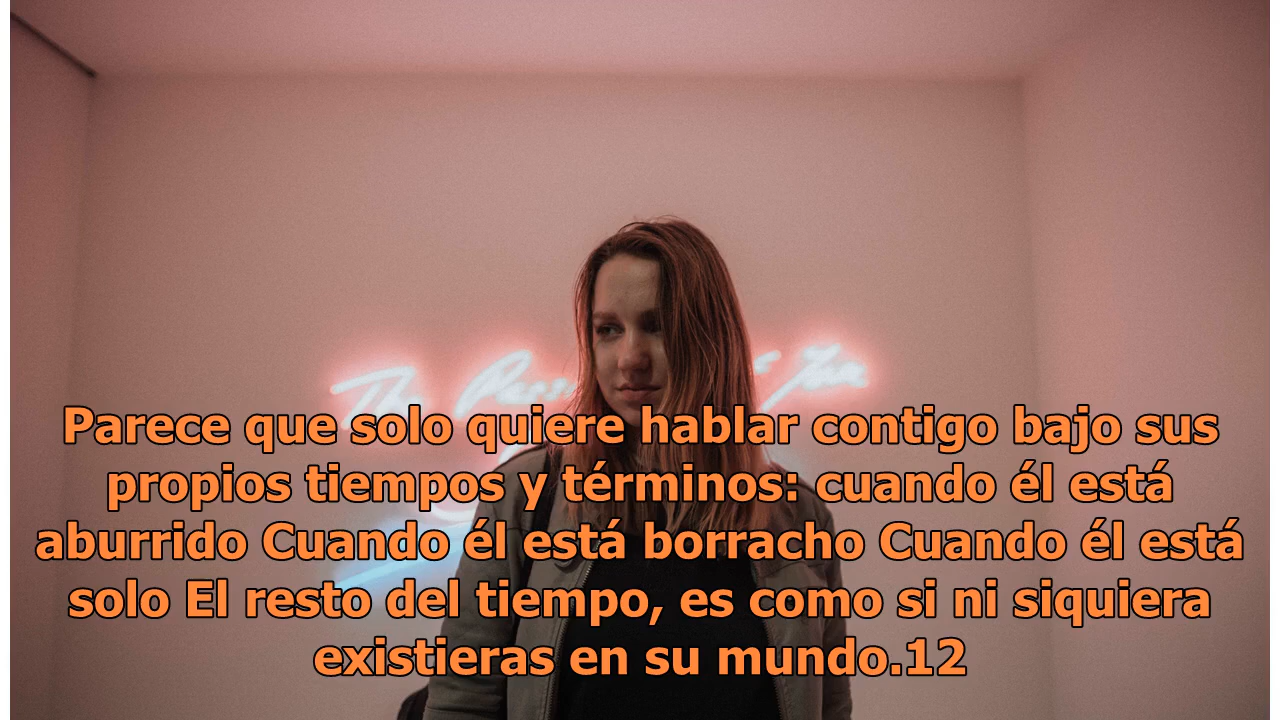 The
Parece que solo quiere hablar contigo bajo sus
propios tiempos y términos: cuando él está
aburrido Cuando él está borracho Cuando él está
solo El resto del tiempo, es como si ni siquiera
existieras en su mundo.12